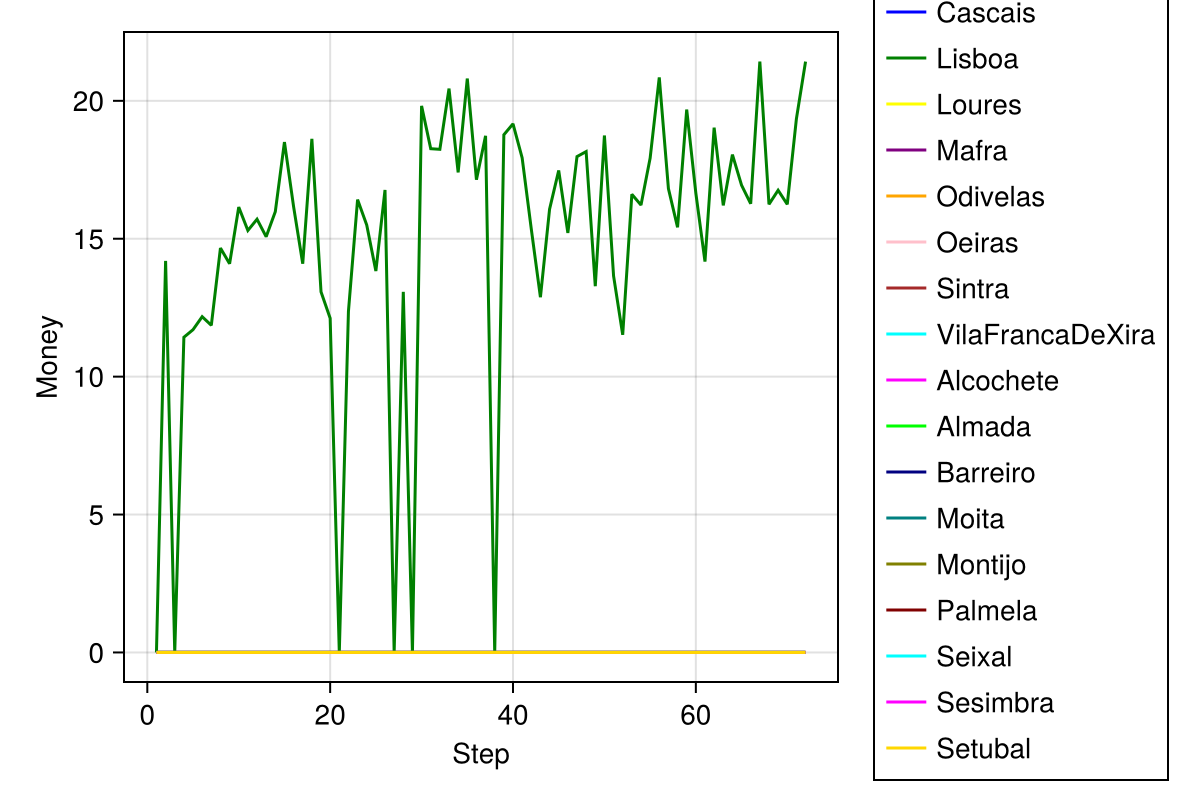 Cascais
Lisboa
Loures
Mafra
Odivelas
Oeiras
Sintra
VilaFrancaDeXira
Alcochete
Almada
Barreiro
Moita
Montijo
Palmela
Seixal
Sesimbra
Setubal
20
15
10
5
0
Money
0 20 40 60
Step